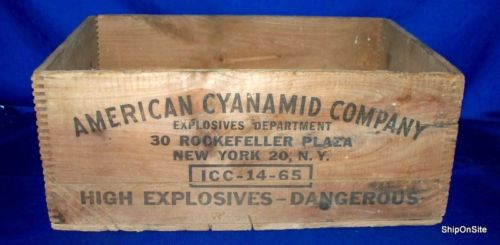 AMERICAN CYANAMID COMPANY
EXPLOSIVES DEPARTMENT
30 ROCKEFELLER PLAZA
NEW YORK 20, N.Y.
ICC-14-65
HIGH EXPLOSIVES-DANGEROUS
ShipOnSite